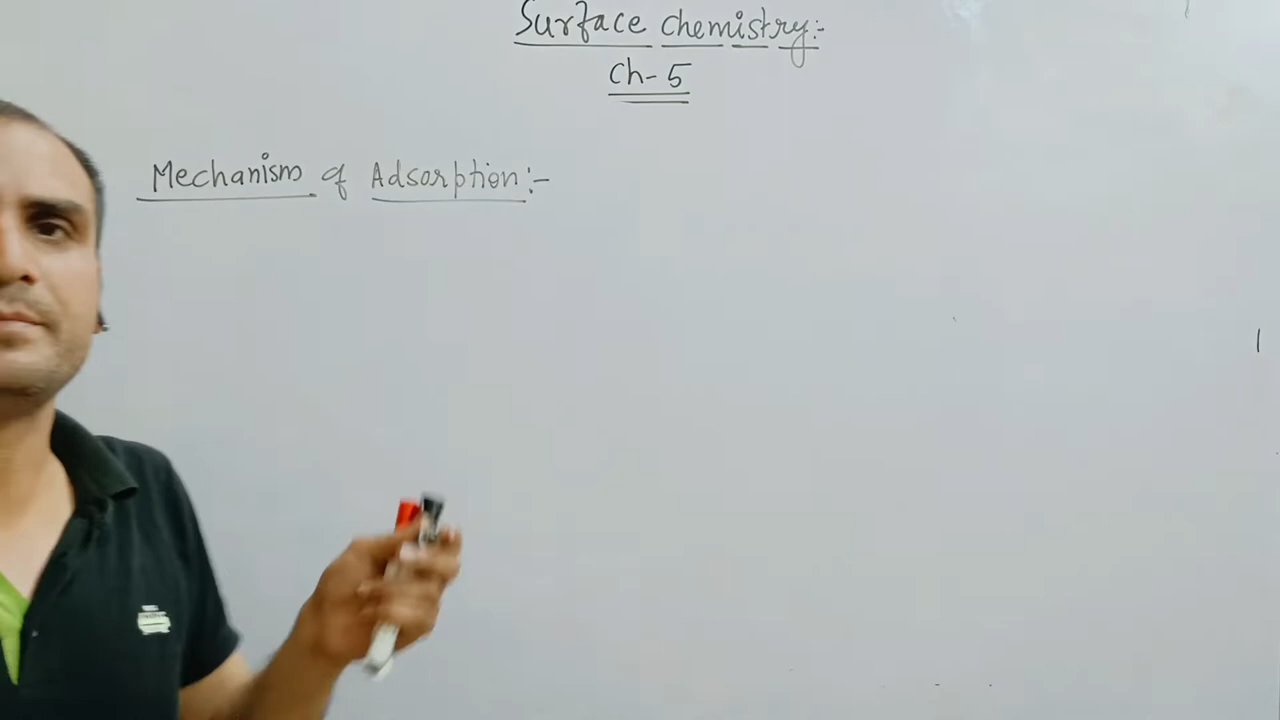 Surface chemistry:-
Ch-5
Mechanism of Adsorption:-